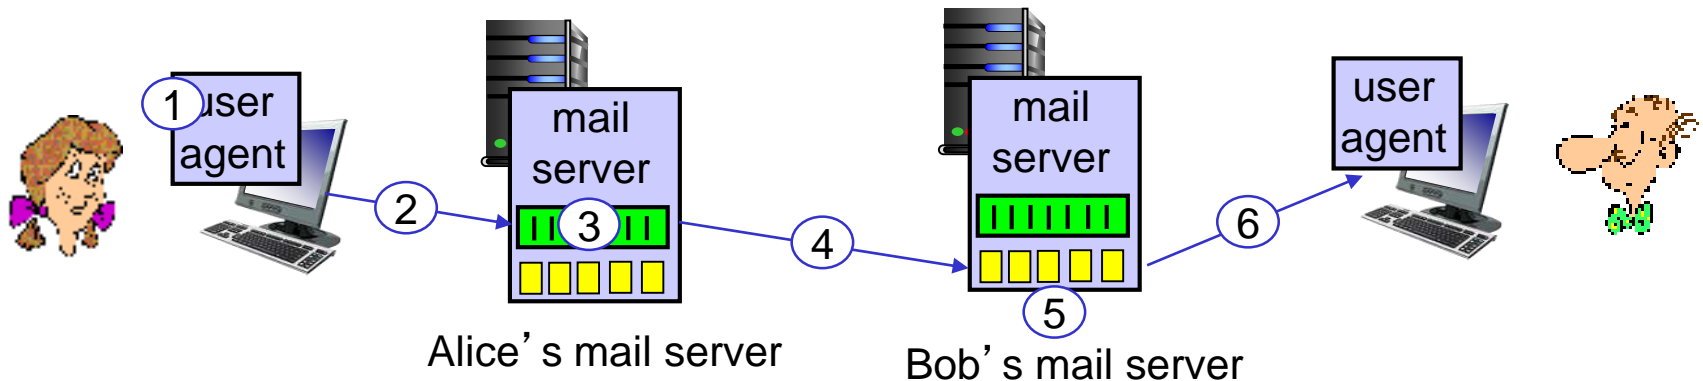 1
user
agent
2
mail
server
3
4
mail
server
5
6
user
agent
Alice's mail server
Bob's mail server